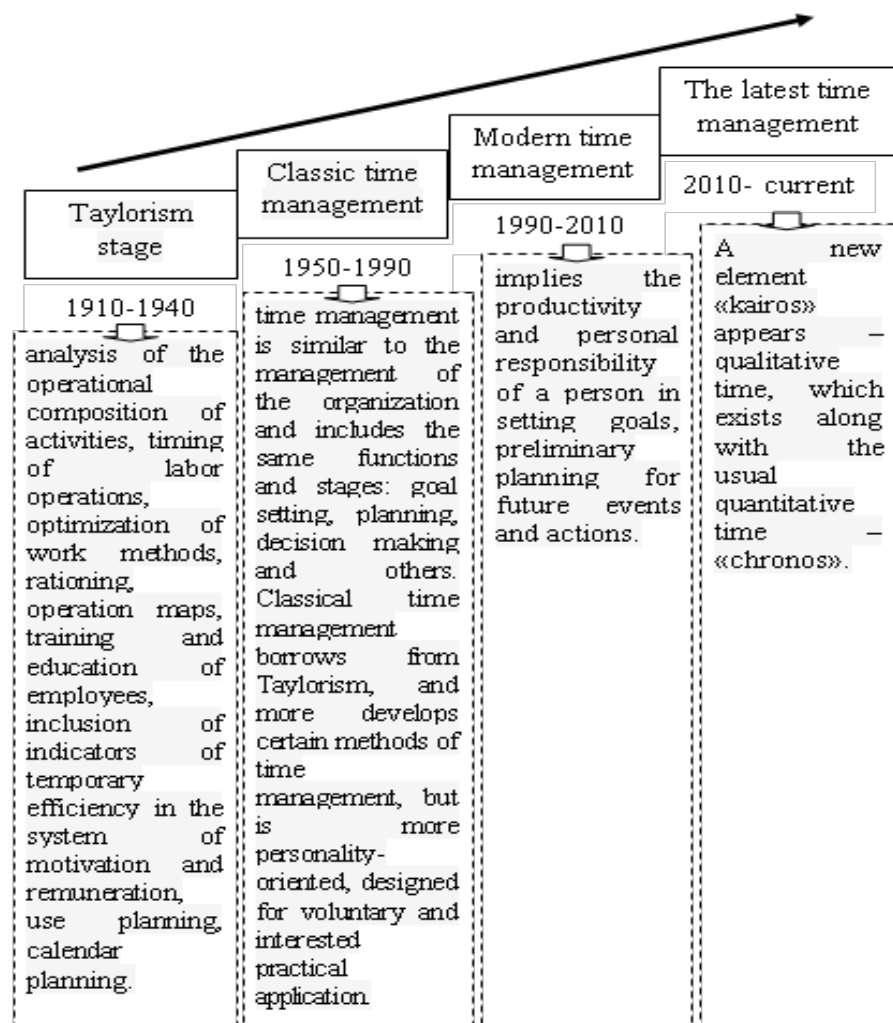 Taylorism
stage
1910-1940
analysis of the
operational
composition of
activities, timing
of labor
operations,
optimization of
work methods,
rationing,
operation maps,
training and
education of
employees,
inclusion of
indicators of
temporary
efficiency in the
system of
motivation and
remuneration,
use planning,
calendar
planning.
Classic time
management
1950-1990
time management
is similar to the
management of
the organization
and includes the
same functions
and stages: goal
setting, planning,
decision making
and others.
Classical time
management
borrows from
Taylorism, and
more develops
certain methods of
time
management, but
is more
personality-
oriented, designed
for voluntary and
interested
practical
application.
Modern time
management
1990-2010
implies the
productivity
and personal
responsibility
of a person in
setting goals,
preliminary
planning for
future events
and actions.
The latest time
management
2010- current
A new
element
«kairos»
appears –
qualitative
time, which
exists along
with the
usual
quantitative
time –
«chronos».